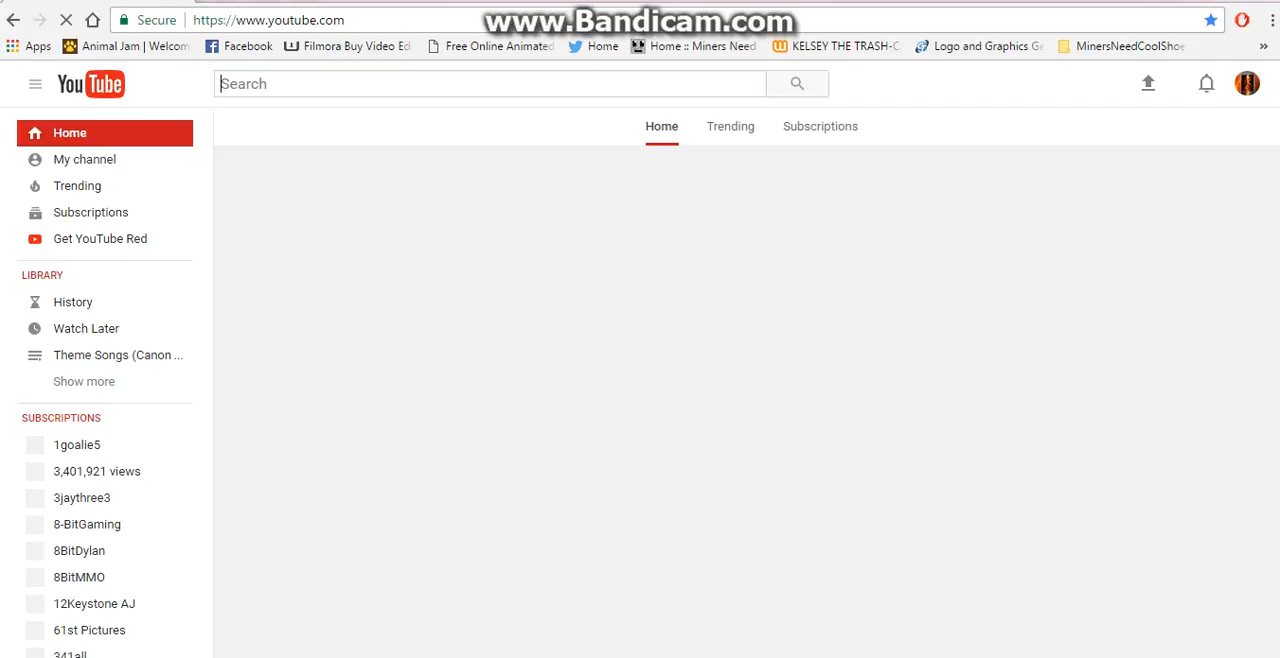 www.Bandicam.com
Secure https://www.youtube.com
Apps Animal Jam | Welcom Facebook Filmora Buy Video Ed Free Online Animated Home Home :: Miners Need KELSEY THE TRASH-C Logo and Graphics Ge MinersNeedCoolShoe »
YouTube Search
Home Trending Subscriptions
Home
My channel
Trending
Subscriptions
Get YouTube Red
LIBRARY
History
Watch Later
Theme Songs (Canon ...
Show more
SUBSCRIPTIONS
1goalie5
3,401,921 views
3jaythree3
8-BitGaming
8BitDylan
8BitMMO
12Keystone AJ
61st Pictures
341all